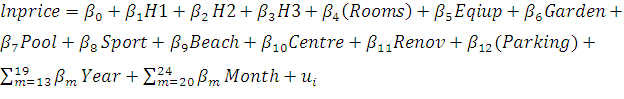 lnprice = β₀ + β₁H1 + β₂ H2 + β₃H3 + β₄(Rooms) + β₅Eqiup + β₆Garden +
β₇Pool + β₈ Sport + β₉Beach + β₁₀Centre + β₁₁Renov + β₁₂(Parking) +
∑¹⁹ₘ₌₁₃ βₘ Year + ∑²⁴ₘ₌₂₀ βₘ Month + uᵢ